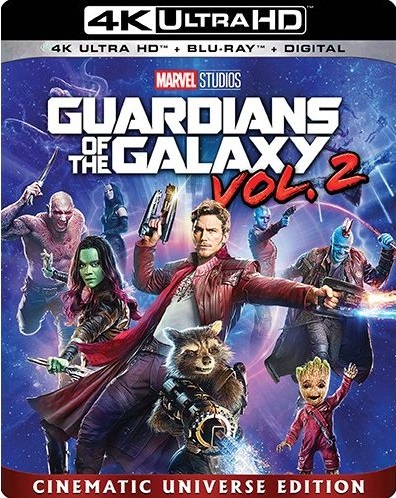 4K ULTRA HD
4K ULTRA HD™ + BLU-RAY™ + DIGITAL
MARVEL STUDIOS
GUARDIANS
OF THE GALAXY
VOL. 2
CINEMATIC UNIVERSE EDITION